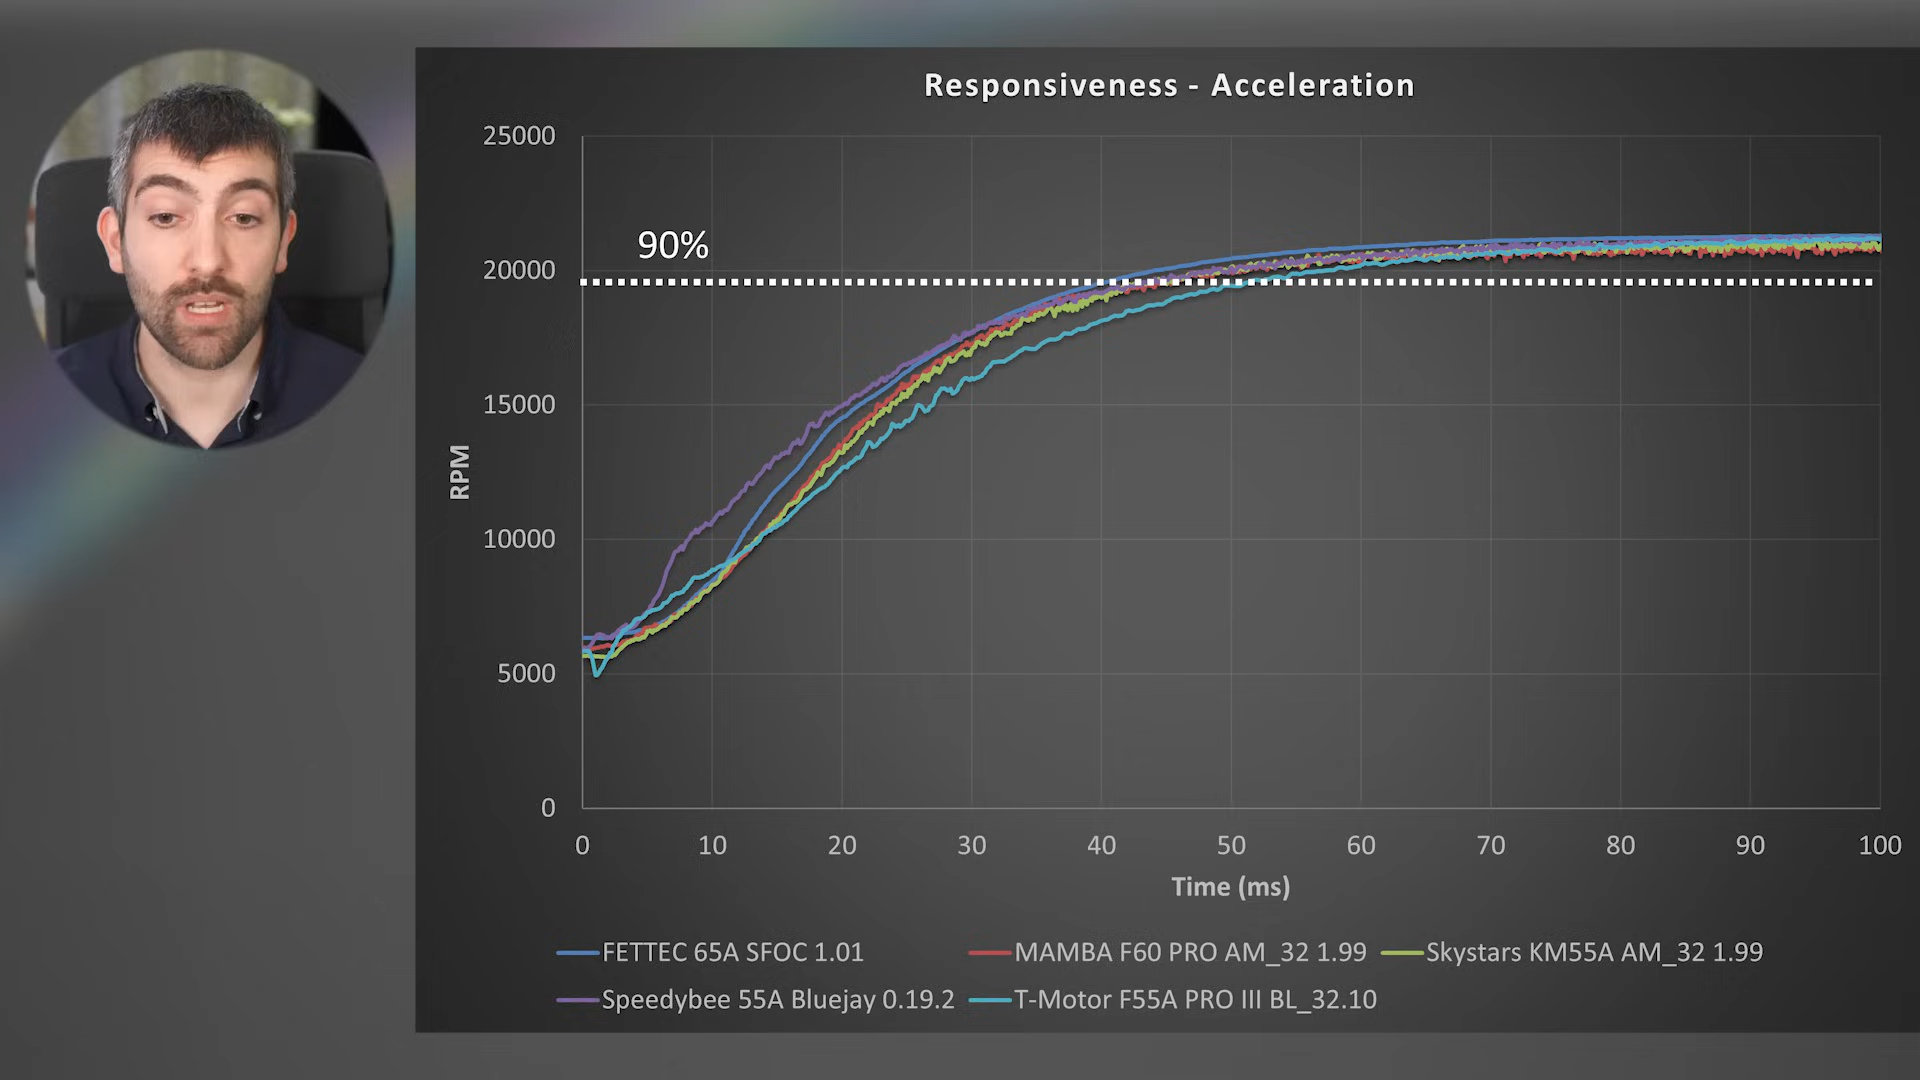 Responsiveness - Acceleration
25000
90%
20000
15000
RPM
10000
5000
0
0 10 20 30 40 50 60 70 80 90 100
Time (ms)
FETTEC 65A SFOC 1.01 MAMBA F60 PRO AM_32 1.99 Skystars KM55A AM_32 1.99
Speedybee 55A Bluejay 0.19.2 T-Motor F55A PRO III BL_32.10